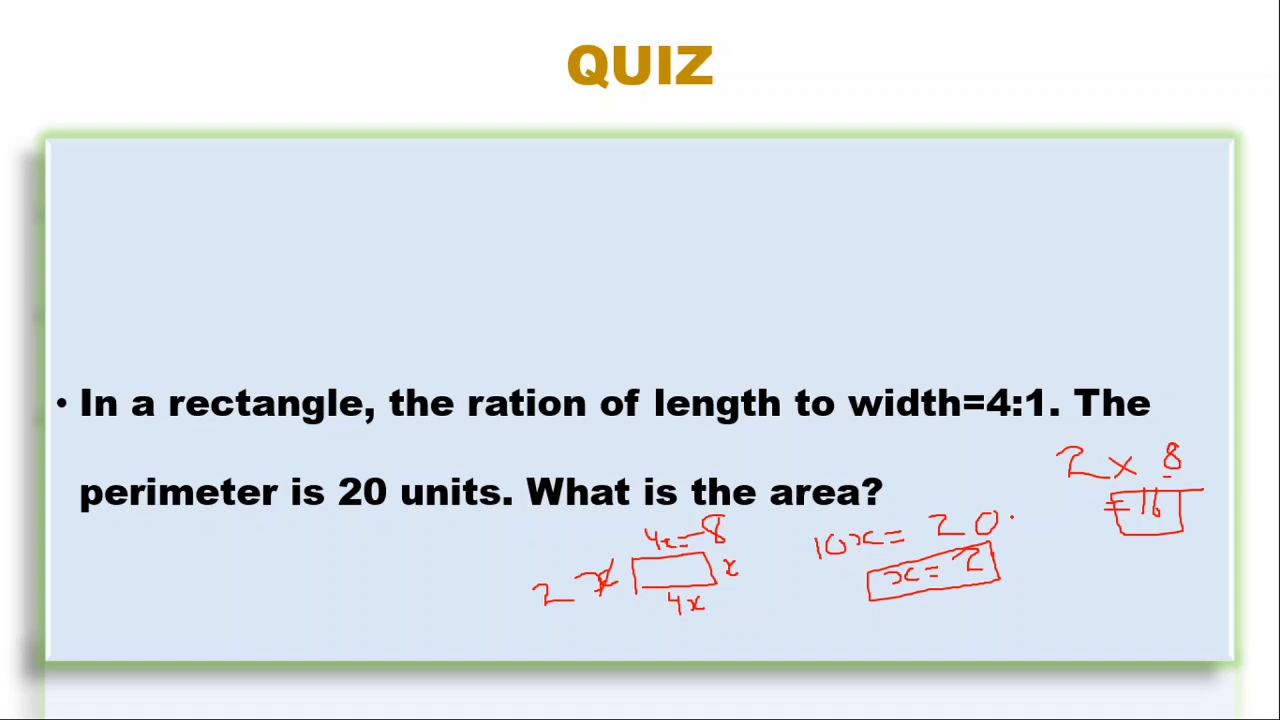 QUIZ
• In a rectangle, the ration of length to width=4:1. The
perimeter is 20 units. What is the area?
2 × 8
= 16
4x = 8
x
2 x
4x
10x = 20
x = 2